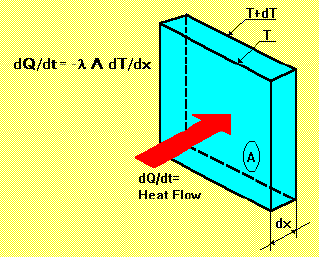 T+dT
T
dQ/dt= -λ A dT/dx
A
dQ/dt=
Heat Flow
dx